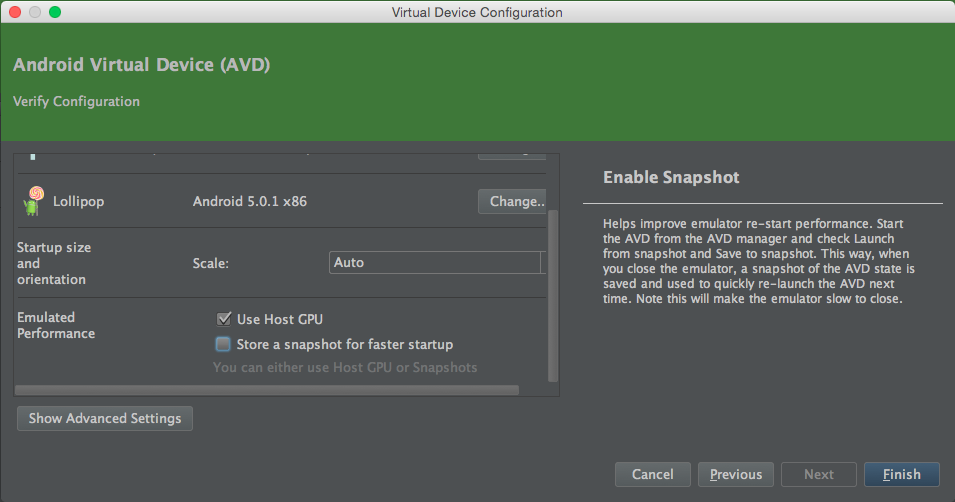 Virtual Device Configuration
Android Virtual Device (AVD)
Verify Configuration
Lollipop
Android 5.0.1 x86
Change..
Startup size
and
orientation
Scale:
Auto
Emulated
Performance
Use Host GPU
Store a snapshot for faster startup
You can either use Host GPU or Snapshots
Show Advanced Settings
Enable Snapshot
Helps improve emulator re-start performance. Start
the AVD from the AVD manager and check Launch
from snapshot and Save to snapshot. This way, when
you close the emulator, a snapshot of the AVD state is
saved and used to quickly re-launch the AVD next
time. Note this will make the emulator slow to close.
Cancel
Previous
Next
Finish